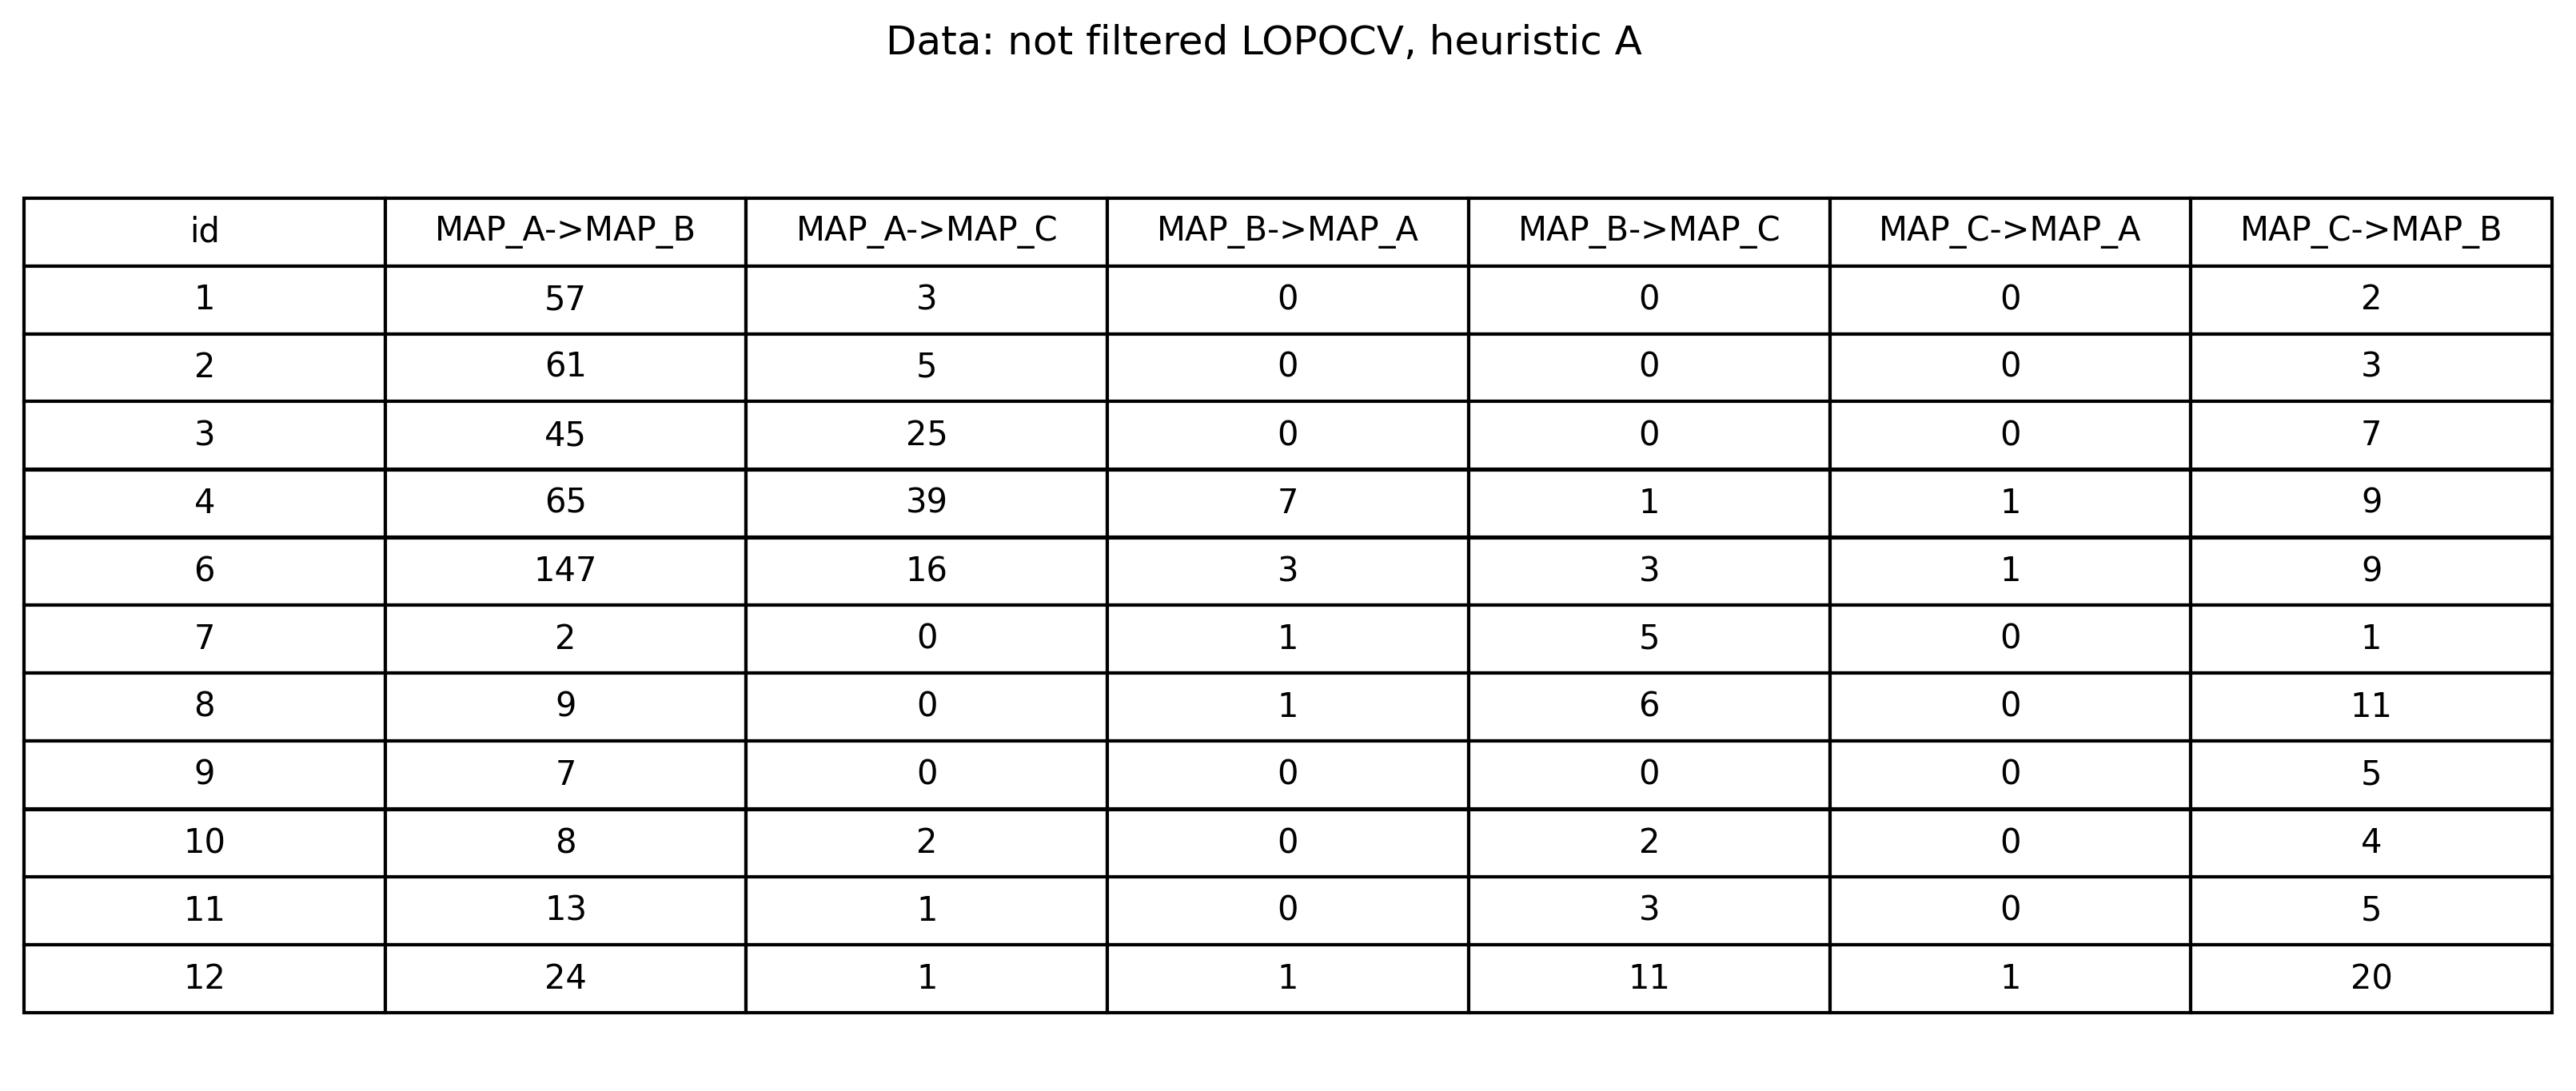 Data: not filtered LOPOCV, heuristic A
id MAP_A->MAP_B MAP_A->MAP_C MAP_B->MAP_A MAP_B->MAP_C MAP_C->MAP_A MAP_C->MAP_B
1 57 3 0 0 0 2
2 61 5 0 0 0 3
3 45 25 0 0 0 7
4 65 39 7 1 1 9
6 147 16 3 3 1 9
7 2 0 1 5 0 1
8 9 0 1 6 0 11
9 7 0 0 0 0 5
10 8 2 0 2 0 4
11 13 1 0 3 0 5
12 24 1 1 11 1 20